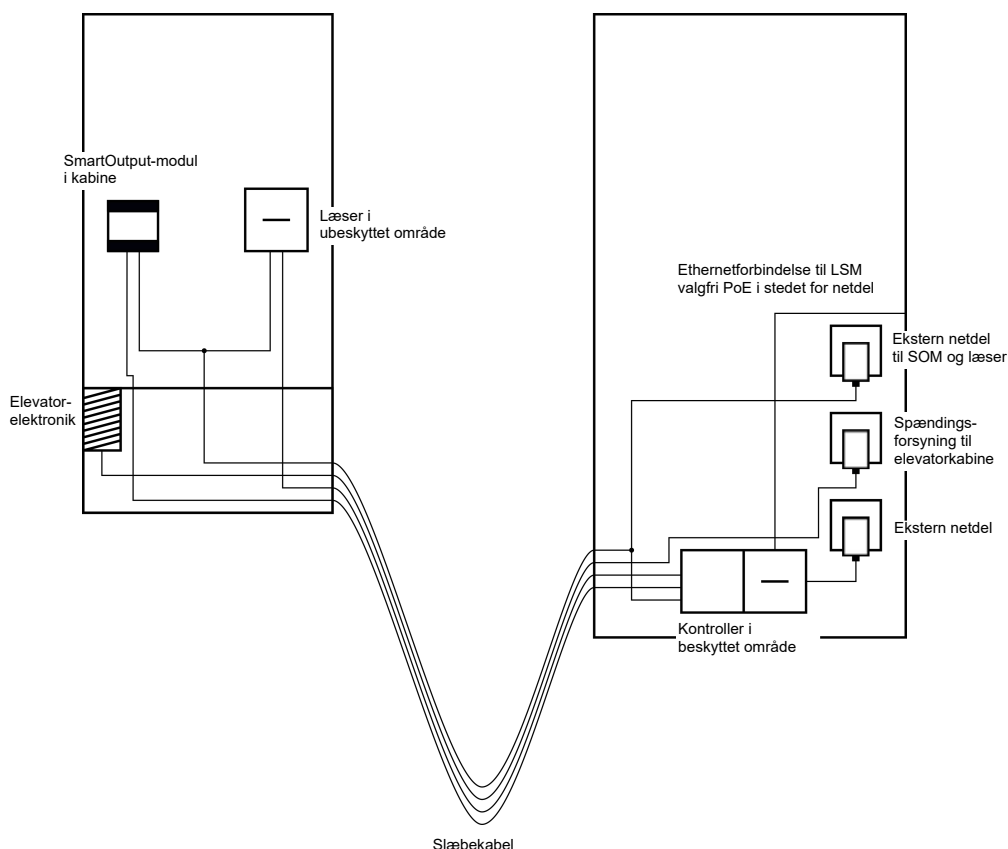 SmartOutput-modul
i kabine
Læser i
ubeskyttet område
Elevator-
elektronik
Ethernetforbindelse til LSM
valgfri PoE i stedet for netdel
Ekstern netdel
til SOM og læser
Spændings-
forsyning til
elevatorkabine
Ekstern netdel
Kontroller i
beskyttet område
Slæbekabel